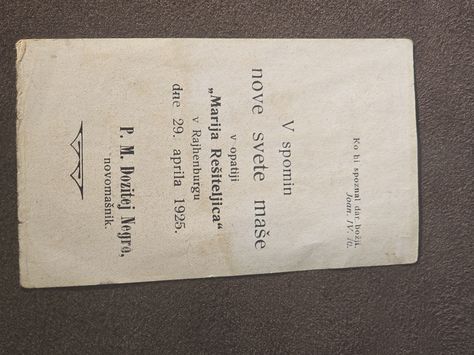 Ko bi spoznal dar božji.
Joan. IV. 10.
V spomin
nove svete maše
v opatiji
„Marija Rešiteljica“
v Rajhenburgu
dne 29. aprila 1925.
P. M. Dozitej Negro,
novomašnik.